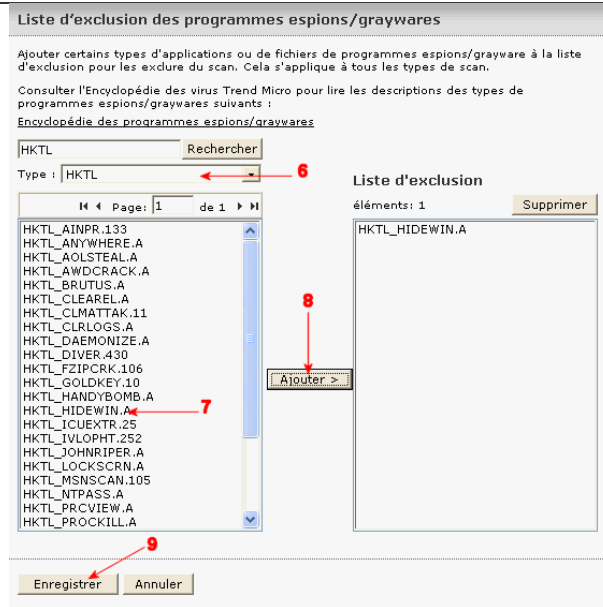 Liste d'exclusion des programmes espions/graywares
Ajouter certains types d'applications ou de fichiers de programmes espions/grayware à la liste
d'exclusion pour les exclure du scan. Cela s'applique à tous les types de scan.
Consulter l'Encyclopédie des virus Trend Micro pour lire les descriptions des types de
programmes espions/graywares suivants :
Encyclopédie des programmes espions/graywares
HKTL Rechercher
Type : HKTL 6
Liste d'exclusion
Page: 1 de 1
éléments: 1 Supprimer
HKTL_AINPR.133
HKTL_ANYWHERE.A
HKTL_AOLSTEAL.A
HKTL_AWDCRACK.A
HKTL_BRUTUS.A
HKTL_CLEAREL.A
HKTL_CLMATTAK.11
HKTL_CLRLOGS.A
HKTL_DAEMONIZE.A
HKTL_DIVER.430
HKTL_FZIPCRK.106
HKTL_GOLDKEY.10
HKTL_HANDYBOMB.A
HKTL_HIDEWIN.A 7
HKTL_ICUEXTR.25
HKTL_IVLOPHT.252
HKTL_JOHNRIPER.A
HKTL_LOCKSCRN.A
HKTL_MSNSCAN.105
HKTL_NTPASS.A
HKTL_PRCVIEW.A
HKTL_PROCKILL.A
8
Ajouter >
HKTL_HIDEWIN.A
9
Enregistrer Annuler